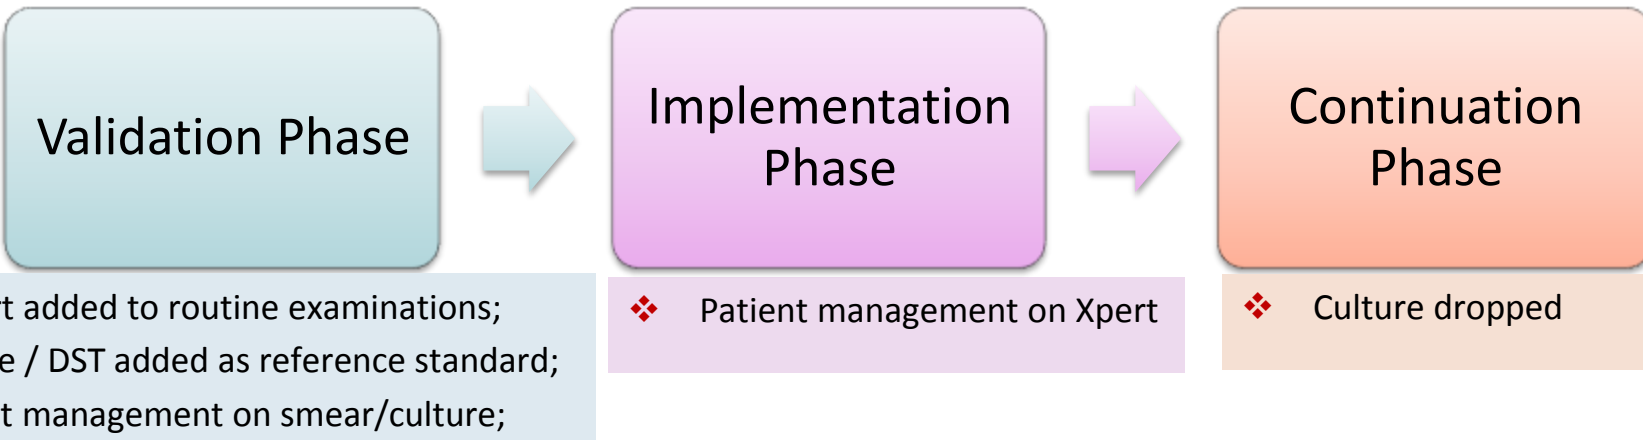 Validation Phase
Implementation
Phase
Continuation
Phase
t added to routine examinations;
e / DST added as reference standard;
t management on smear/culture;
❖ Patient management on Xpert
❖ Culture dropped